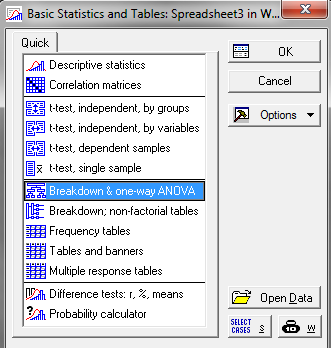 Basic Statistics and Tables: Spreadsheet3 in W...
Quick
Descriptive statistics
Correlation matrices
t-test, independent, by groups
t-test, independent, by variables
t-test, dependent samples
t-test, single sample
Breakdown & one-way ANOVA
Breakdown; non-factorial tables
Frequency tables
Tables and banners
Multiple response tables
Difference tests: r, %, means
Probability calculator
OK
Cancel
Options
Open Data
SELECT CASES S
W